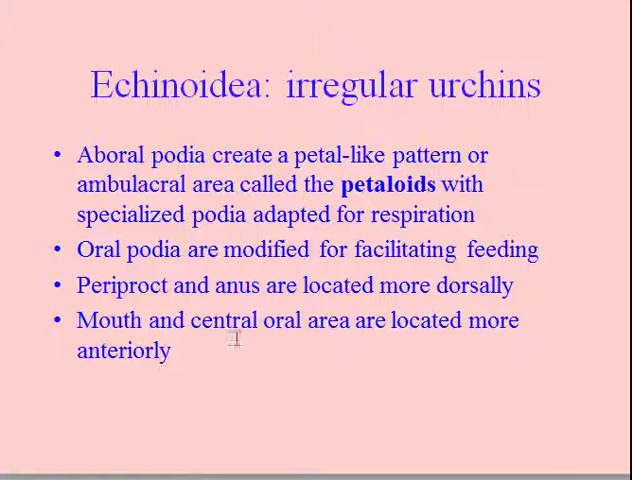 Echinoidea: irregular urchins
• Aboral podia create a petal-like pattern or
ambulacral area called the petaloids with
specialized podia adapted for respiration
• Oral podia are modified for facilitating feeding
• Periproct and anus are located more dorsally
• Mouth and central oral area are located more
anteriorly